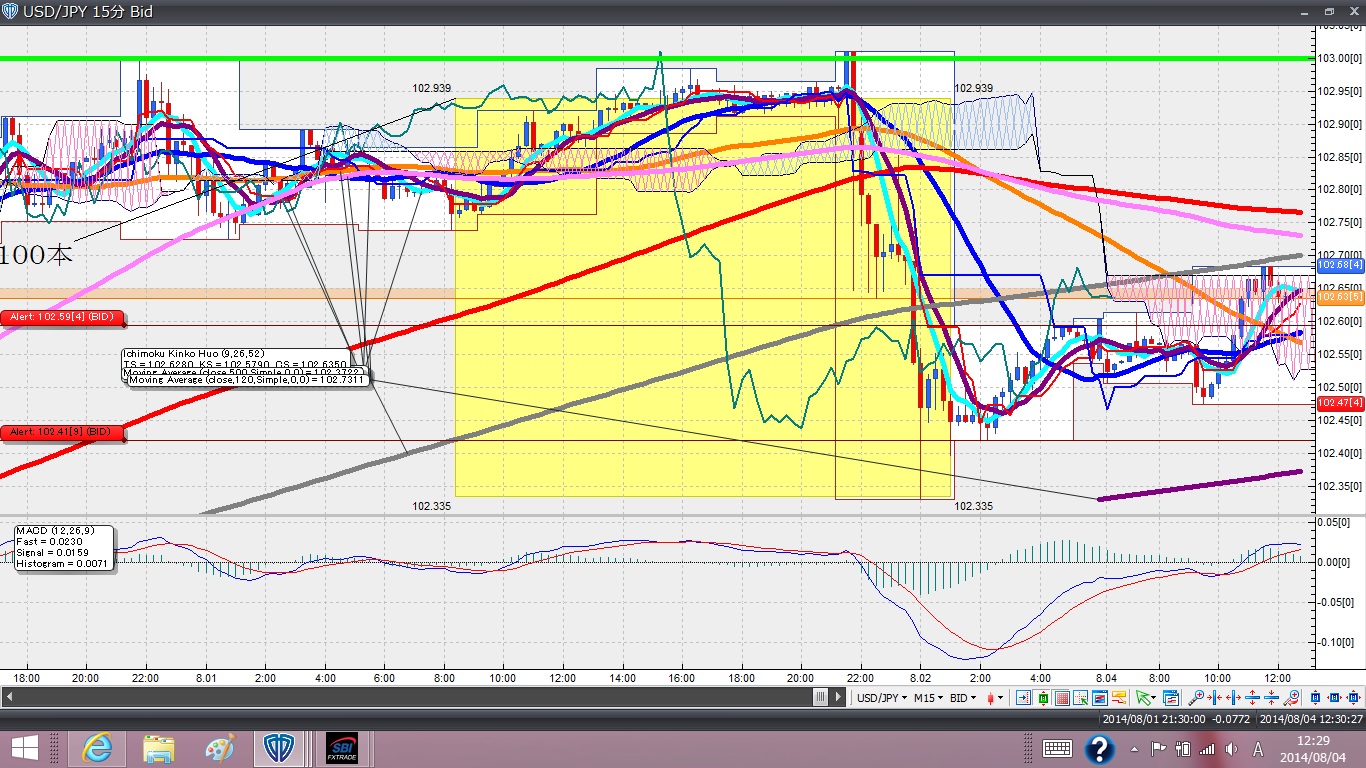 USD/JPY 15分 Bid
103.00[0]
102.95[0]
102.90[0]
102.85[0]
102.80[0]
102.75[0]
102.70[0]
102.68[4]
102.65[0]
102.63[6]
102.60[0]
102.55[0]
102.50[0]
102.47[4]
102.45[0]
102.40[0]
102.35[0]
102.939
102.939
100本
Alert: 102.59[4] (BID)
Ichimoku Kinko Huo (9,26,52)
TS = 102.6280 KS = 102.5790 CS = 102.6350
Moving Average (close,500,Simple,0,0) = 102.3722
Moving Average (close,120,Simple,0,0) = 102.7311
Alert: 102.41[9] (BID)
102.335
102.335
MACD (12,26,9)
Fast = 0.0230
Signal = 0.0159
Histogram = 0.0071
0.05[0]
0.00[0]
-0.05[0]
-0.10[0]
18:00 20:00 22:00 8.01 2:00 4:00 6:00 8:00 10:00 12:00 14:00 16:00 18:00 20:00 22:00 8.02 2:00 4:00 8.04 8:00 10:00 12:00
USD/JPY M15 BID
2014/08/01 21:30:00 -0.0772 2014/08/04 12:30:27
SBI
FXTRADE
A
12:29
2014/08/04